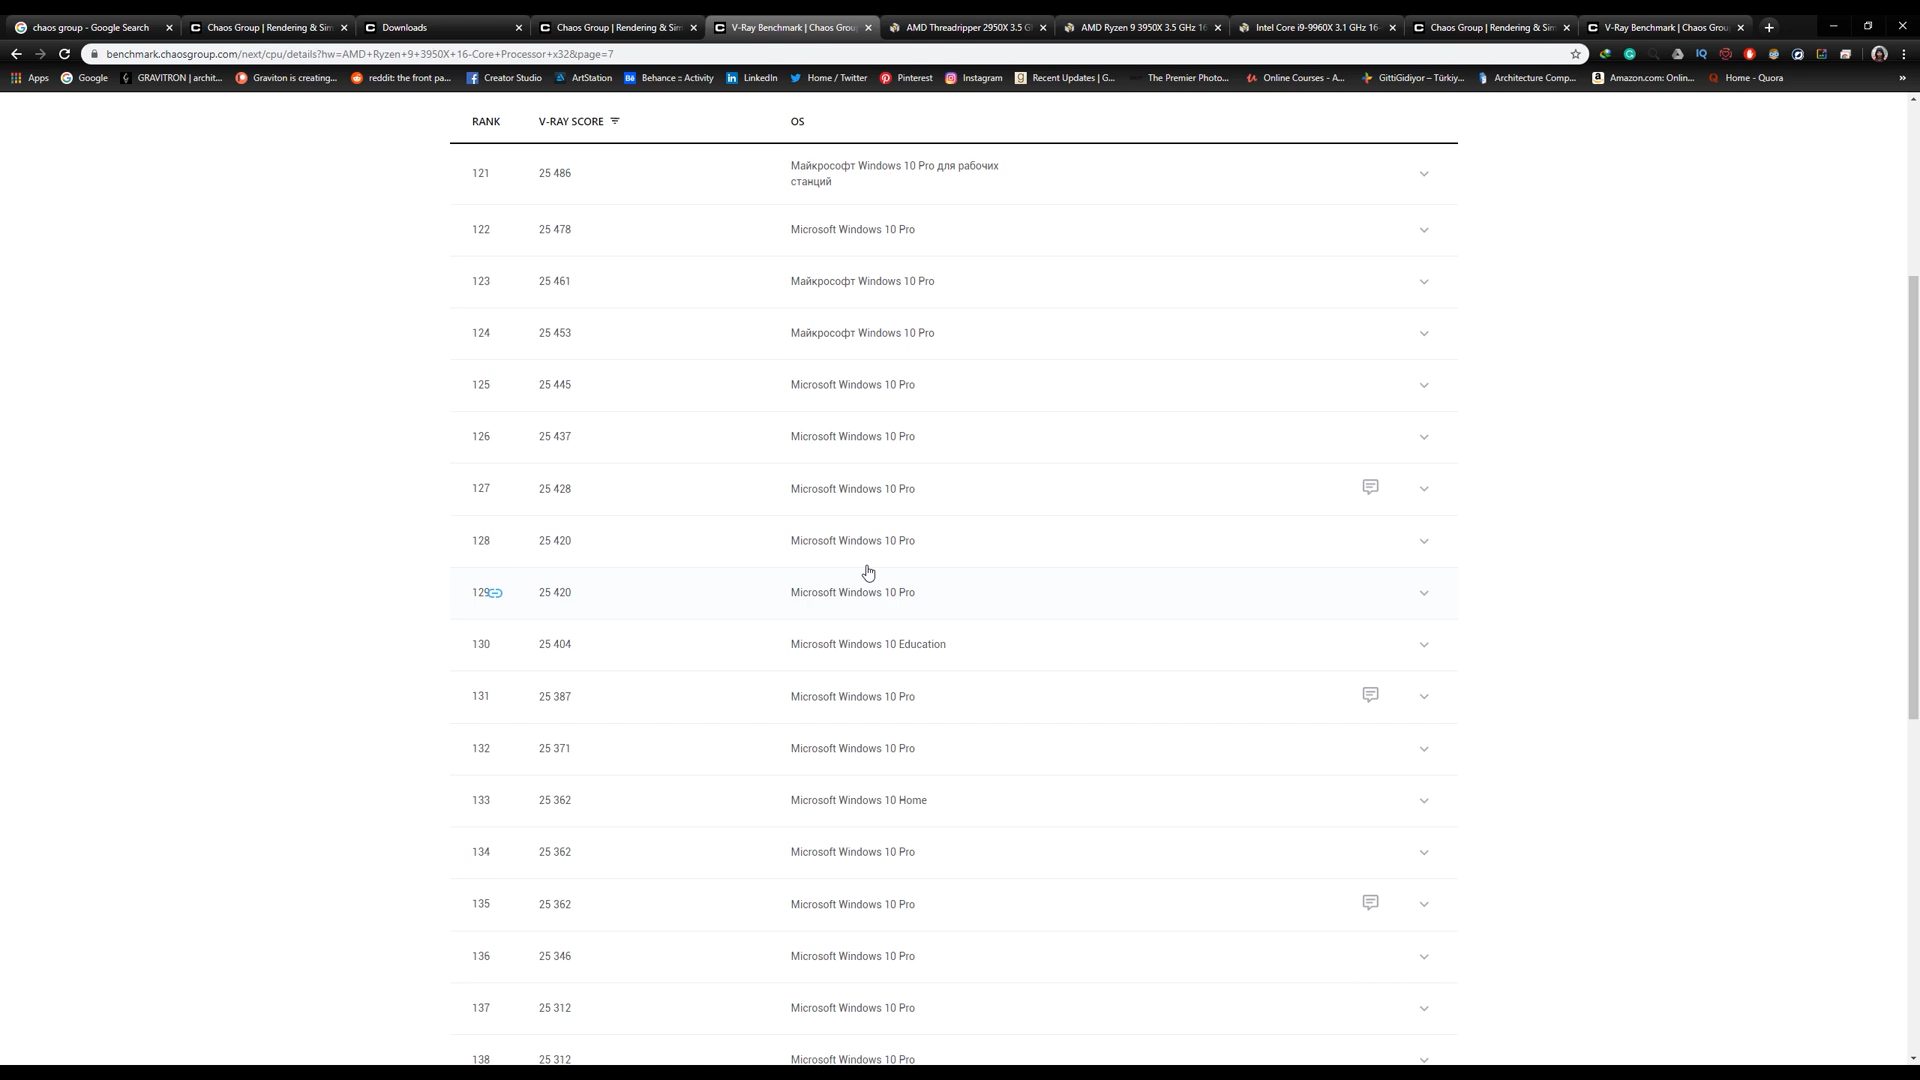 chaos group - Google Search
Chaos Group | Rendering & Sim
Downloads
Chaos Group | Rendering & Sim
V-Ray Benchmark | Chaos Grou
AMD Threadripper 2950X 3.5 G
AMD Ryzen 9 3950X 3.5 GHz 16
Intel Core i9-9960X 3.1 GHz 16-
Chaos Group | Rendering & Sim
V-Ray Benchmark | Chaos Grou
benchmark.chaosgroup.com/next/cpu/details?hw=AMD+Ryzen+9+3950X+16-Core+Processor+x32&page=7
Apps
Google
GRAVITRON | archit...
Graviton is creating...
reddit: the front pa...
Creator Studio
ArtStation
Behance :: Activity
LinkedIn
Home / Twitter
Pinterest
Instagram
Recent Updates | G...
The Premier Photo...
Online Courses - A...
GittiGidiyor – Türkiy...
Architecture Comp...
Amazon.com: Onlin...
Home - Quora
RANK V-RAY SCORE OS
121 25 486 Майкрософт Windows 10 Pro для рабочих
станций
122 25 478 Microsoft Windows 10 Pro
123 25 461 Майкрософт Windows 10 Pro
124 25 453 Майкрософт Windows 10 Pro
125 25 445 Microsoft Windows 10 Pro
126 25 437 Microsoft Windows 10 Pro
127 25 428 Microsoft Windows 10 Pro
128 25 420 Microsoft Windows 10 Pro
129 25 420 Microsoft Windows 10 Pro
130 25 404 Microsoft Windows 10 Education
131 25 387 Microsoft Windows 10 Pro
132 25 371 Microsoft Windows 10 Pro
133 25 362 Microsoft Windows 10 Home
134 25 362 Microsoft Windows 10 Pro
135 25 362 Microsoft Windows 10 Pro
136 25 346 Microsoft Windows 10 Pro
137 25 312 Microsoft Windows 10 Pro
138 25 312 Microsoft Windows 10 Pro